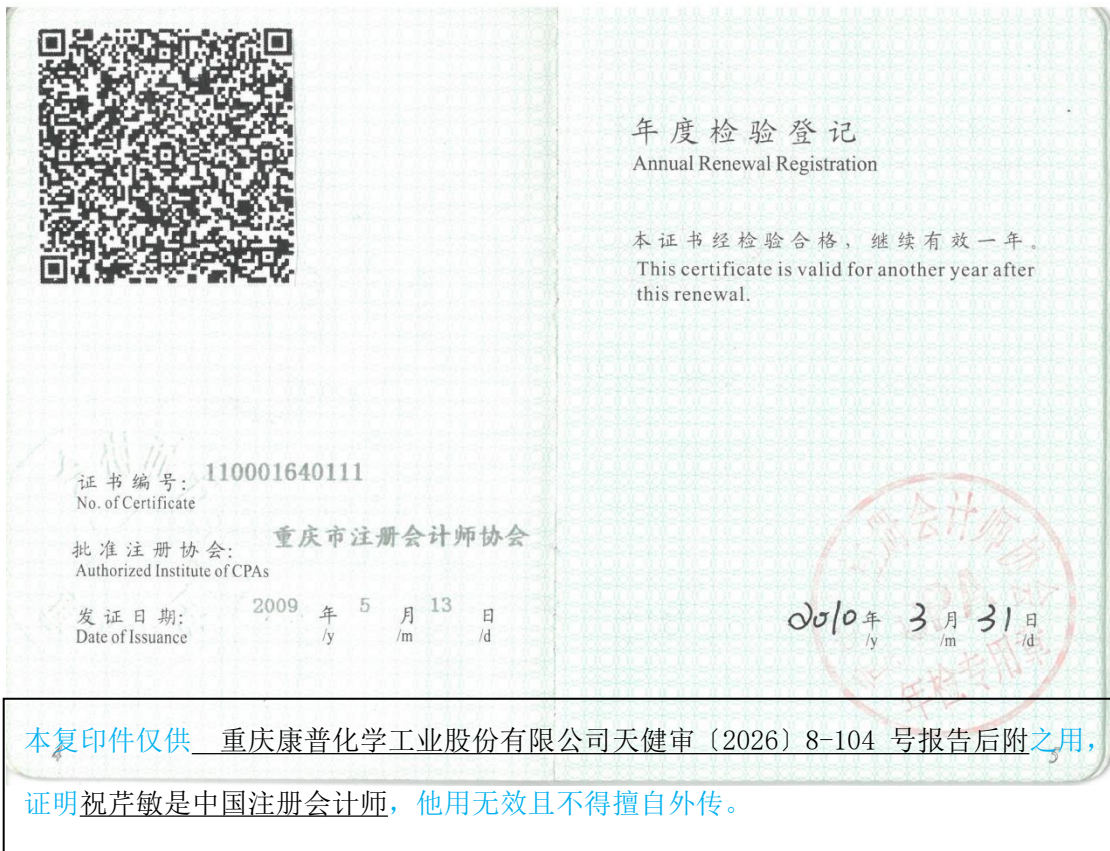 年度检验登记
Annual Renewal Registration
本证书经检验合格，继续有效一年。
This certificate is valid for another year after
this renewal.
证书编号: 110001640111
No. of Certificate
批准注册协会: 重庆市注册会计师协会
Authorized Institute of CPAs
发证日期: 2009 年 5 月 13 日
Date of Issuance /y /m /d
2010 年 3 月 31 日
/y /m /d
年检专用章
本复印件仅供 重庆康普化学工业股份有限公司天健审〔2026〕8-104 号报告后附之用，
证明祝芹敏是中国注册会计师，他用无效且不得擅自外传。
4
5